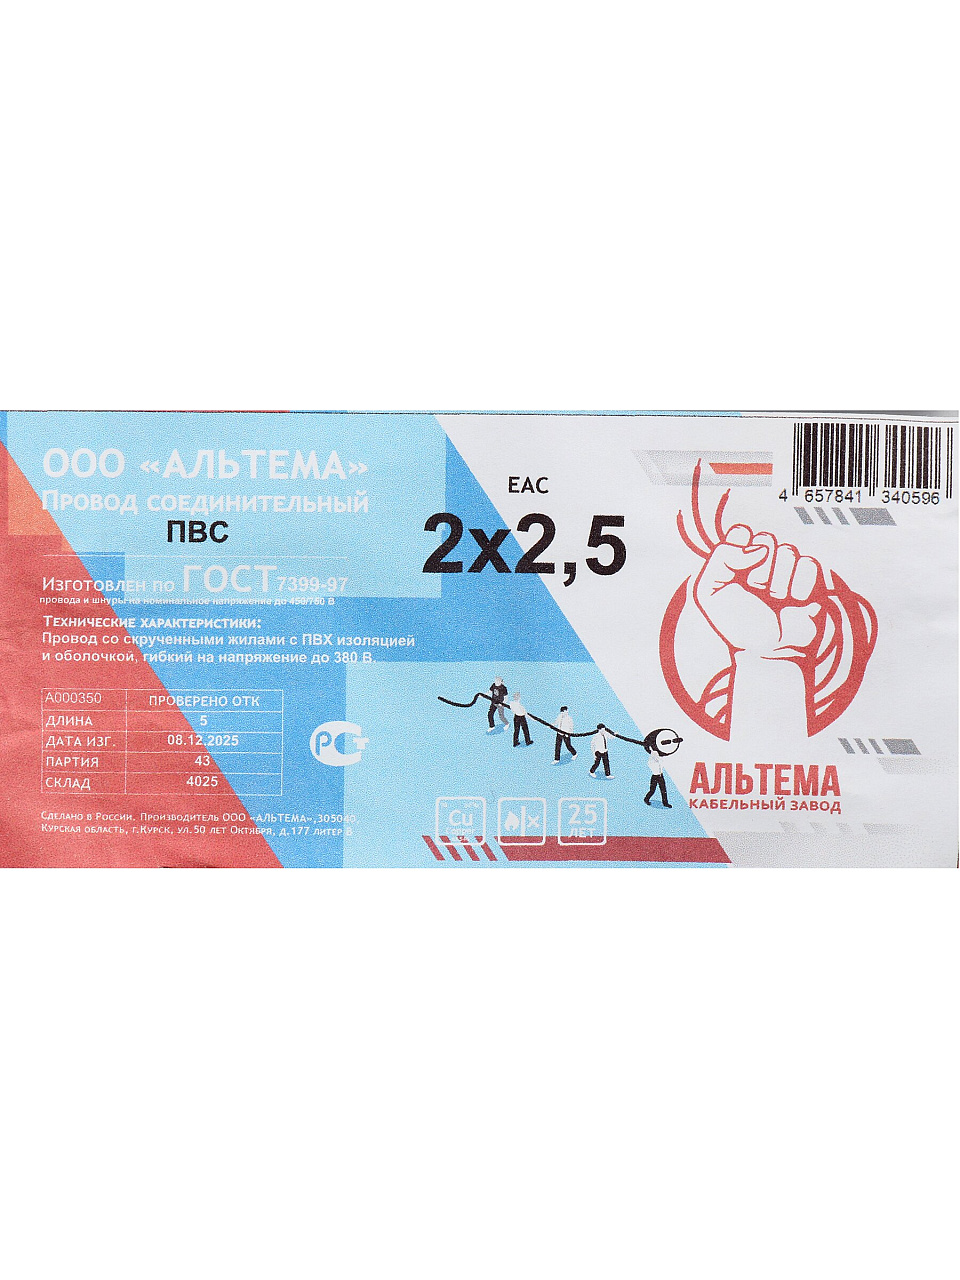 ООО «АЛЬТЕМА»
Провод соединительный
ПВС
Изготовлен по ГОСТ 7399-97
провода и шнуры на номинальное напряжение до 450/750 В
Технические характеристики:
Провод со скрученными жилами с ПВХ изоляцией
и оболочкой, гибкий на напряжение до 380 В.
А000350 ПРОВЕРЕНО ОТК
ДЛИНА 5
ДАТА ИЗГ. 08.12.2025
ПАРТИЯ 43
СКЛАД 4025
Сделано в России. Производитель ООО «АЛЬТЕМА», 305040,
Курская область, г.Курск, ул.50 лет Октября, д.177 литер В
РСТ
ЕАС
2х2,5
Cu
Copper
25
ЛЕТ
4 657841 340596
АЛЬТЕМА
КАБЕЛЬНЫЙ ЗАВОД